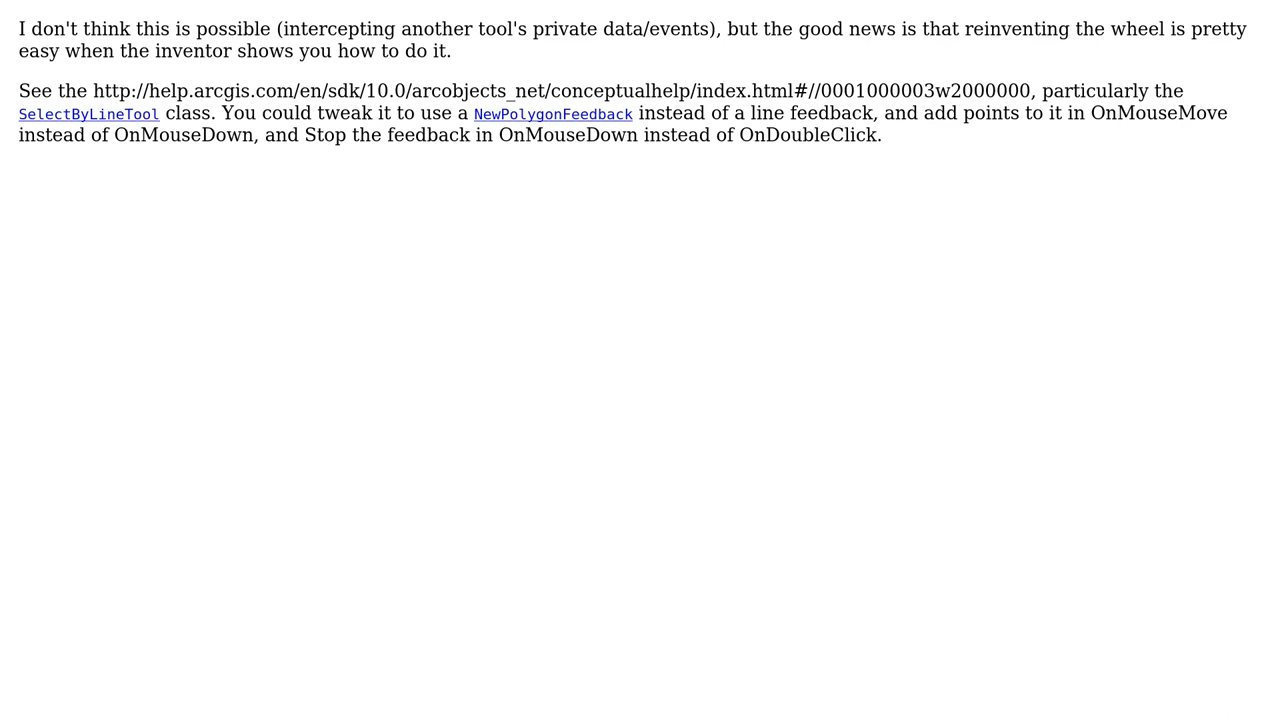 I don't think this is possible (intercepting another tool's private data/events), but the good news is that reinventing the wheel is pretty
easy when the inventor shows you how to do it.
See the http://help.arcgis.com/en/sdk/10.0/arcobjects_net/conceptualhelp/index.html#//0001000003w2000000, particularly the
SelectByLineTool class. You could tweak it to use a NewPolygonFeedback instead of a line feedback, and add points to it in OnMouseMove
instead of OnMouseDown, and Stop the feedback in OnMouseDown instead of OnDoubleClick.